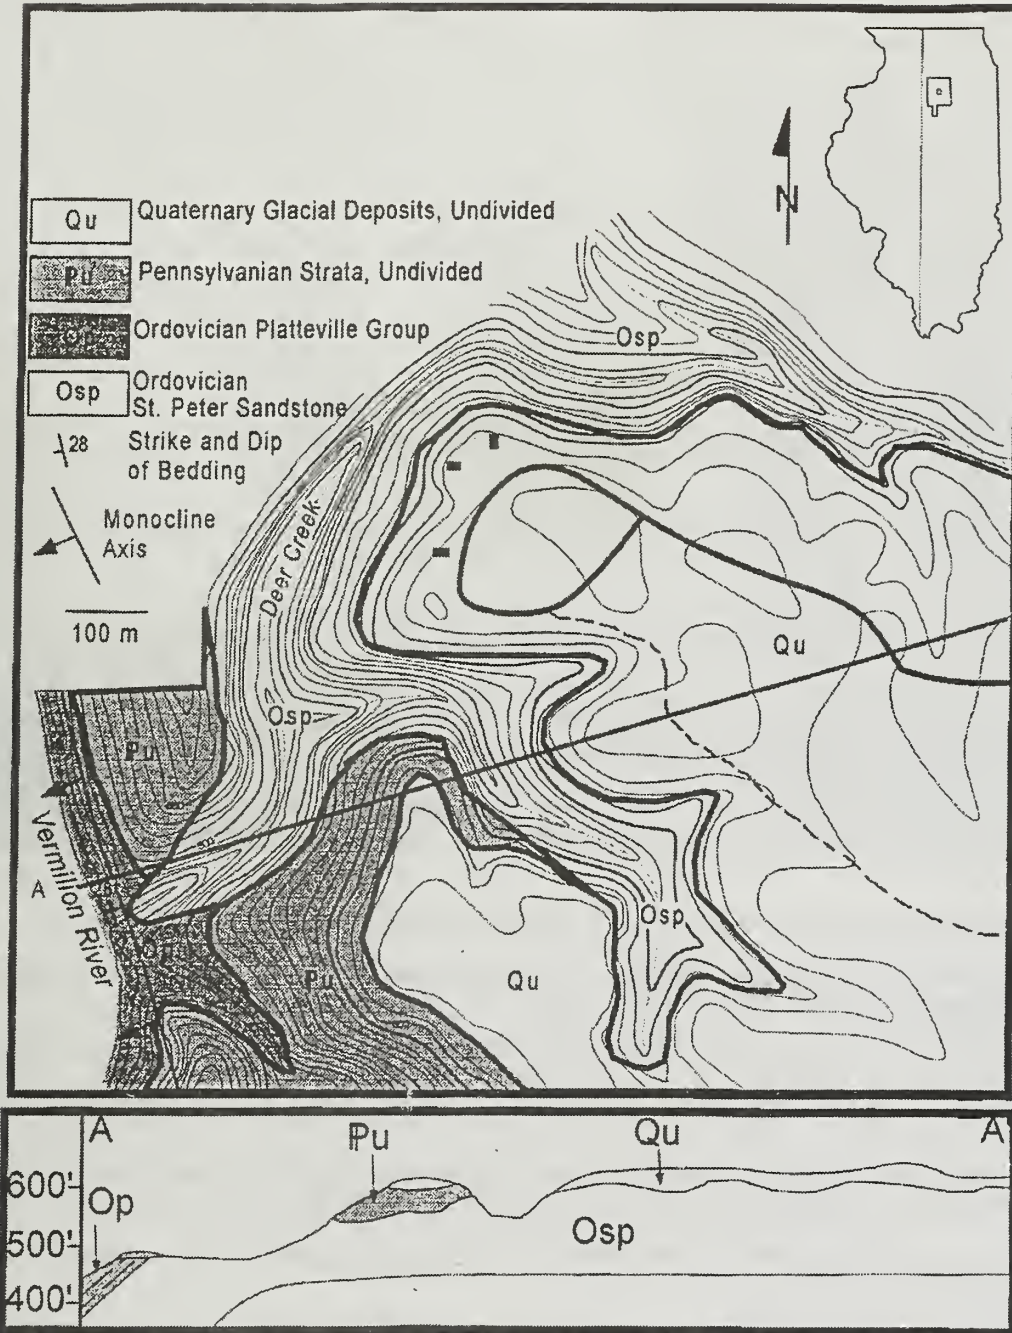 N
Qu Quaternary Glacial Deposits, Undivided
Pu Pennsylvanian Strata, Undivided
Op Ordovician Platteville Group
Osp Ordovician
St. Peter Sandstone
28 Strike and Dip
of Bedding
Monocline
Axis
100 m
Osp
Deer Creek
Qu
Osp
Pu
Vermilion River
A
Osp
Pu
Qu
A
Pu
Qu
A'
600'
Op
500'
Osp
400'